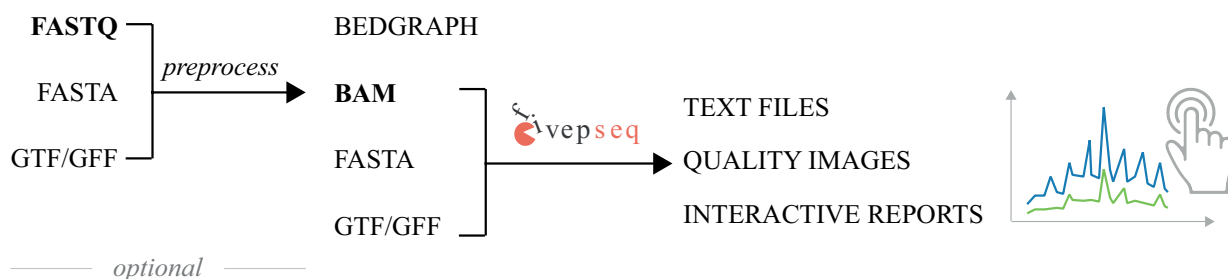 FASTQ
FASTA
GTF/GFF
preprocess
optional
BEDGRAPH
BAM
FASTA
GTF/GFF
fivepseq
TEXT FILES
QUALITY IMAGES
INTERACTIVE REPORTS